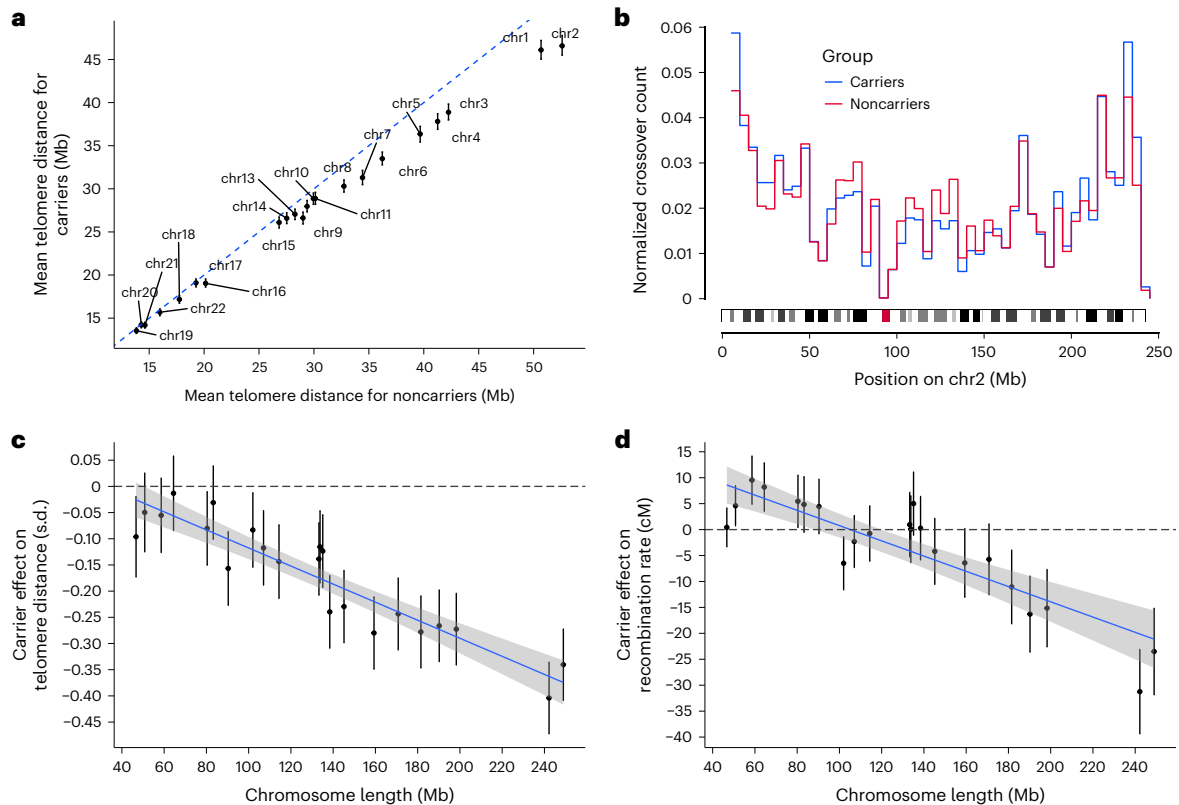 a
Mean telomere distance for
carriers (Mb)
45
40
35
30
25
20
15
chr1
chr2
chr5
chr3
chr4
chr7
chr6
chr8
chr10
chr13
chr11
chr14
chr9
chr15
chr18
chr17
chr21
chr16
chr20
chr22
chr19
15 20 25 30 35 40 45 50
Mean telomere distance for noncarriers (Mb)
b
Normalized crossover count
0.06
0.05
0.04
0.03
0.02
0.01
0
Group
Carriers
Noncarriers
0 50 100 150 200 250
Position on chr2 (Mb)
c
Carrier effect on
telomere distance (s.d.)
0.05
0
−0.05
−0.10
−0.15
−0.20
−0.25
−0.30
−0.35
−0.40
−0.45
40 60 80 100 120 140 160 180 200 220 240
Chromosome length (Mb)
d
Carrier effect on
recombination rate (cM)
15
10
5
0
−5
−10
−15
−20
−25
−30
−35
−40
40 60 80 100 120 140 160 180 200 220 240
Chromosome length (Mb)